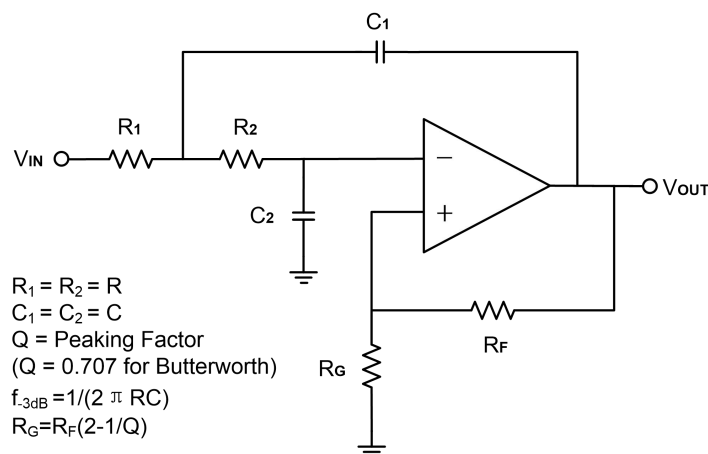 C1
R1
R2
VIN
−
+
VOUT
C2
RF
RG
R1 = R2 = R
C1 = C2 = C
Q = Peaking Factor
(Q = 0.707 for Butterworth)
f-3dB =1/(2 π RC)
RG=RF(2-1/Q)